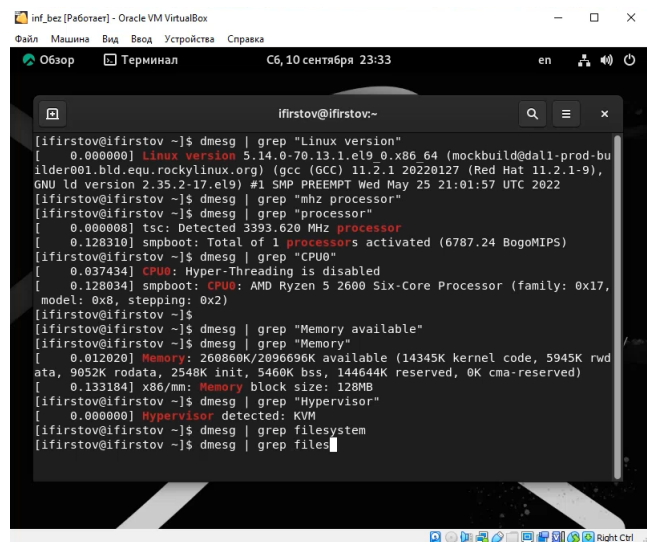 inf_bez [Работает] - Oracle VM VirtualBox
Файл Машина Вид Ввод Устройства Справка
Обзор Терминал Сб, 10 сентября 23:33 en
ifirstov@ifirstov:~
[ifirstov@ifirstov ~]$ dmesg | grep "Linux version"
[    0.000000] Linux version 5.14.0-70.13.1.el9_0.x86_64 (mockbuild@dal1-prod-bu
ilder001.bld.equ.rockylinux.org) (gcc (GCC) 11.2.1 20220127 (Red Hat 11.2.1-9),
GNU ld version 2.35.2-17.el9) #1 SMP PREEMPT Wed May 25 21:01:57 UTC 2022
[ifirstov@ifirstov ~]$ dmesg | grep "mhz processor"
[ifirstov@ifirstov ~]$ dmesg | grep "processor"
[    0.000008] tsc: Detected 3393.620 MHz processor
[    0.128310] smpboot: Total of 1 processors activated (6787.24 BogoMIPS)
[ifirstov@ifirstov ~]$ dmesg | grep "CPU0"
[    0.037434] CPU0: Hyper-Threading is disabled
[    0.128034] smpboot: CPU0: AMD Ryzen 5 2600 Six-Core Processor (family: 0x17,
 model: 0x8, stepping: 0x2)
[ifirstov@ifirstov ~]$
[ifirstov@ifirstov ~]$ dmesg | grep "Memory available"
[ifirstov@ifirstov ~]$ dmesg | grep "Memory"
[    0.012020] Memory: 260860K/2096696K available (14345K kernel code, 5945K rwd
ata, 9052K rodata, 2548K init, 5460K bss, 144644K reserved, 0K cma-reserved)
[    0.133184] x86/mm: Memory block size: 128MB
[ifirstov@ifirstov ~]$ dmesg | grep "Hypervisor"
[    0.000000] Hypervisor detected: KVM
[ifirstov@ifirstov ~]$ dmesg | grep filesystem
[ifirstov@ifirstov ~]$ dmesg | grep files
Right Ctrl